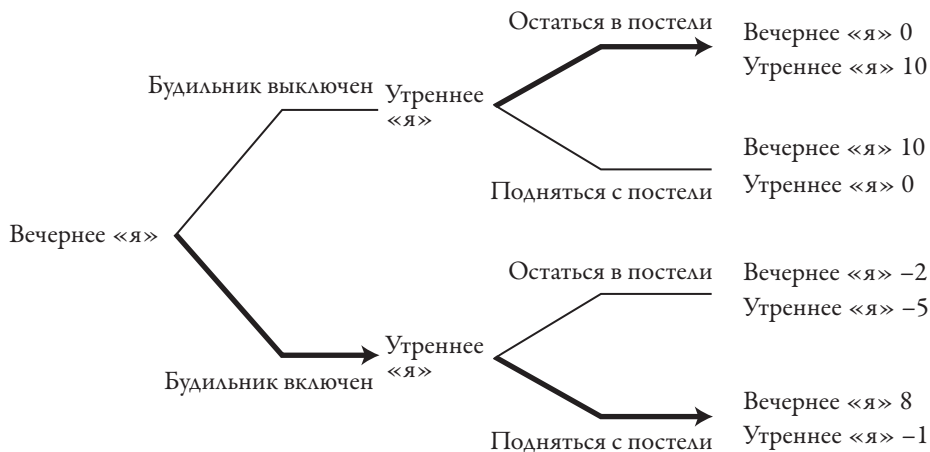 Остаться в постели
Вечернее «я» 0
Утреннее «я» 10
Будильник выключен
Утреннее
«я»
Вечернее «я» 10
Подняться с постели
Утреннее «я» 0
Вечернее «я»
Остаться в постели
Вечернее «я» –2
Утреннее «я» –5
Утреннее
«я»
Будильник включен
Вечернее «я» 8
Подняться с постели
Утреннее «я» –1